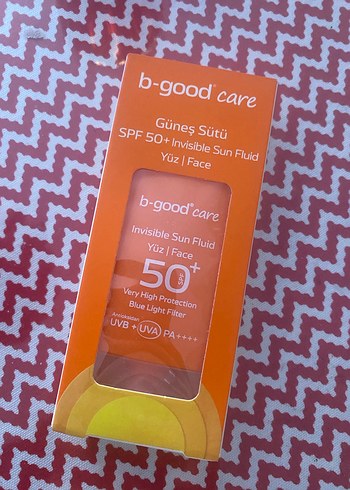 b-good® care
Güneş Sütü
SPF 50+ Invisible Sun Fluid
Yüz | Face
b-good® care
Invisible Sun Fluid
Yüz | Face
50+
Very High Protection
Blue Light Filter
Antioksidan
UVB + UVA PA++++